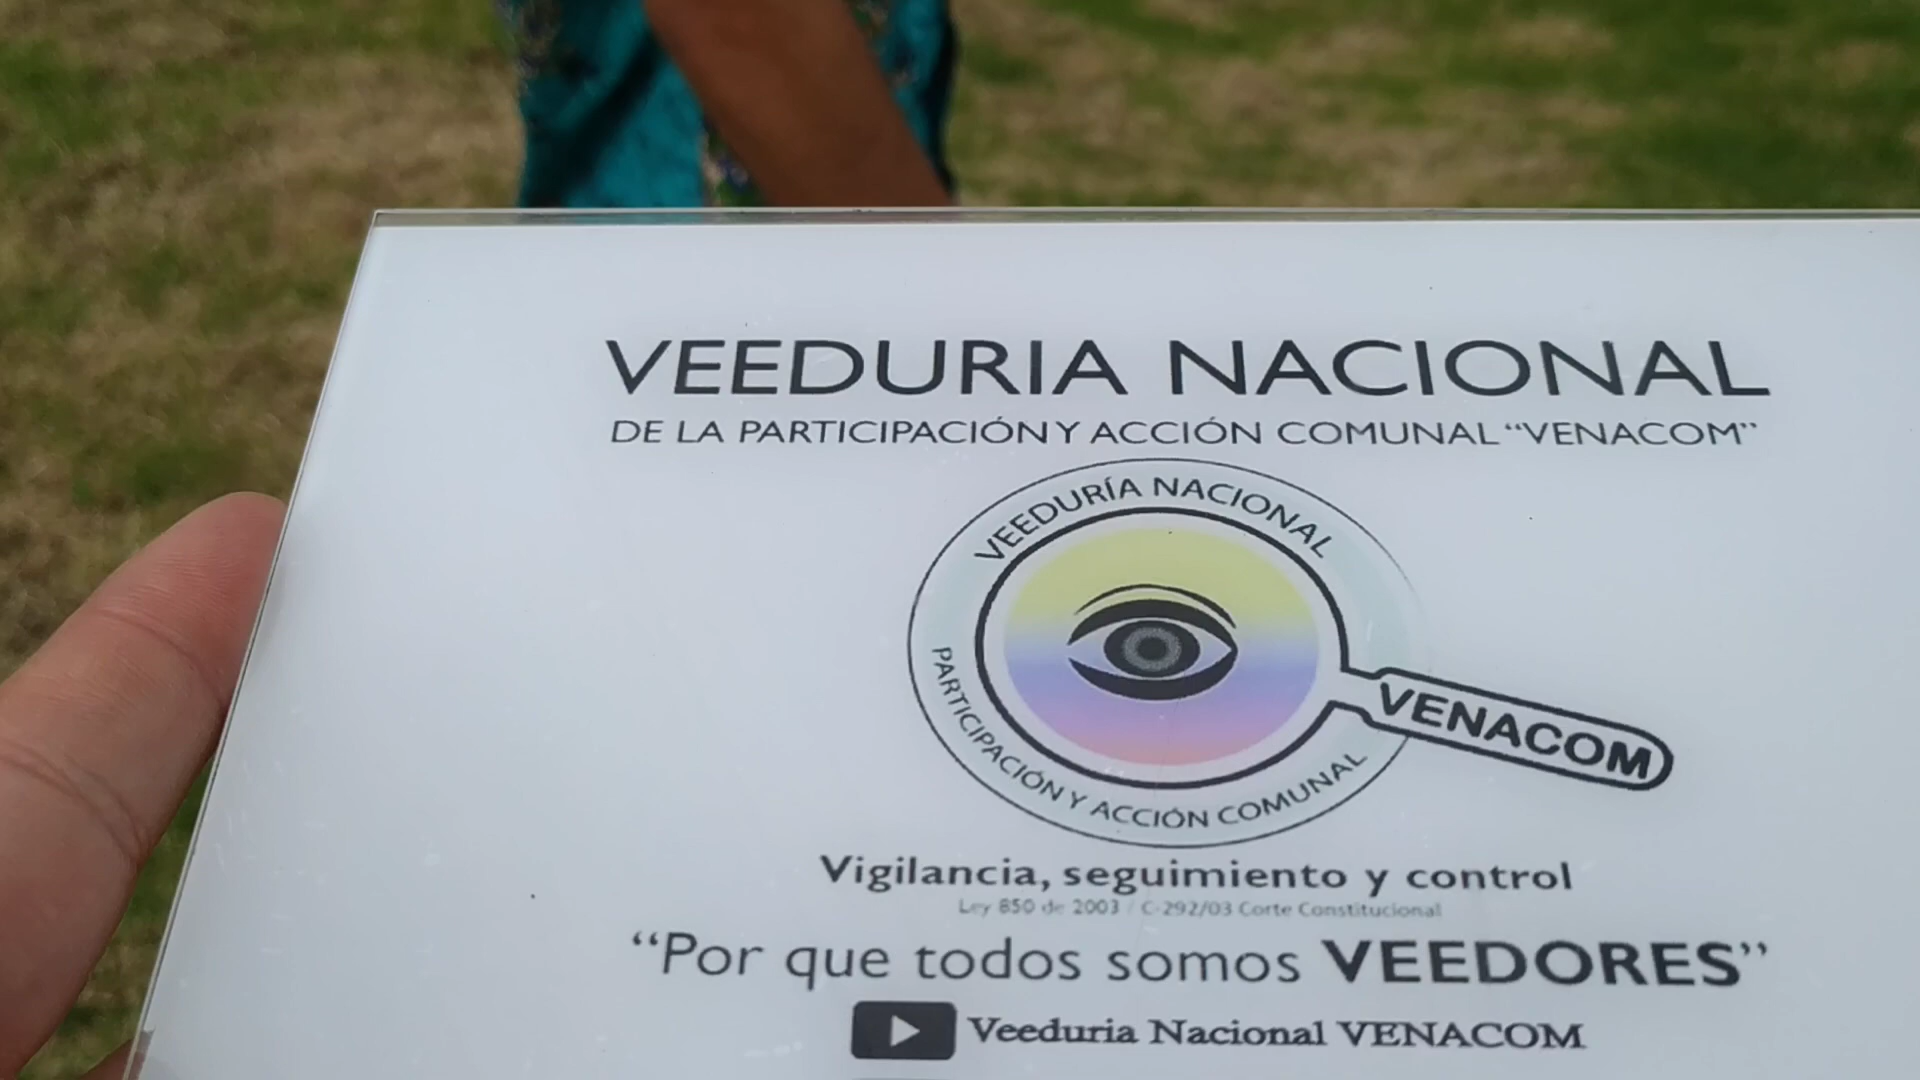 VEEDURIA NACIONAL
DE LA PARTICIPACIÓN Y ACCIÓN COMUNAL “VENACOM”
VEEDURÍA NACIONAL
PARTICIPACIÓN Y ACCIÓN COMUNAL
VENACOM
Vigilancia, seguimiento y control
Ley 850 de 2003 / C-292/03 Corte Constitucional
“Por que todos somos VEEDORES”
Veeduria Nacional VENACOM